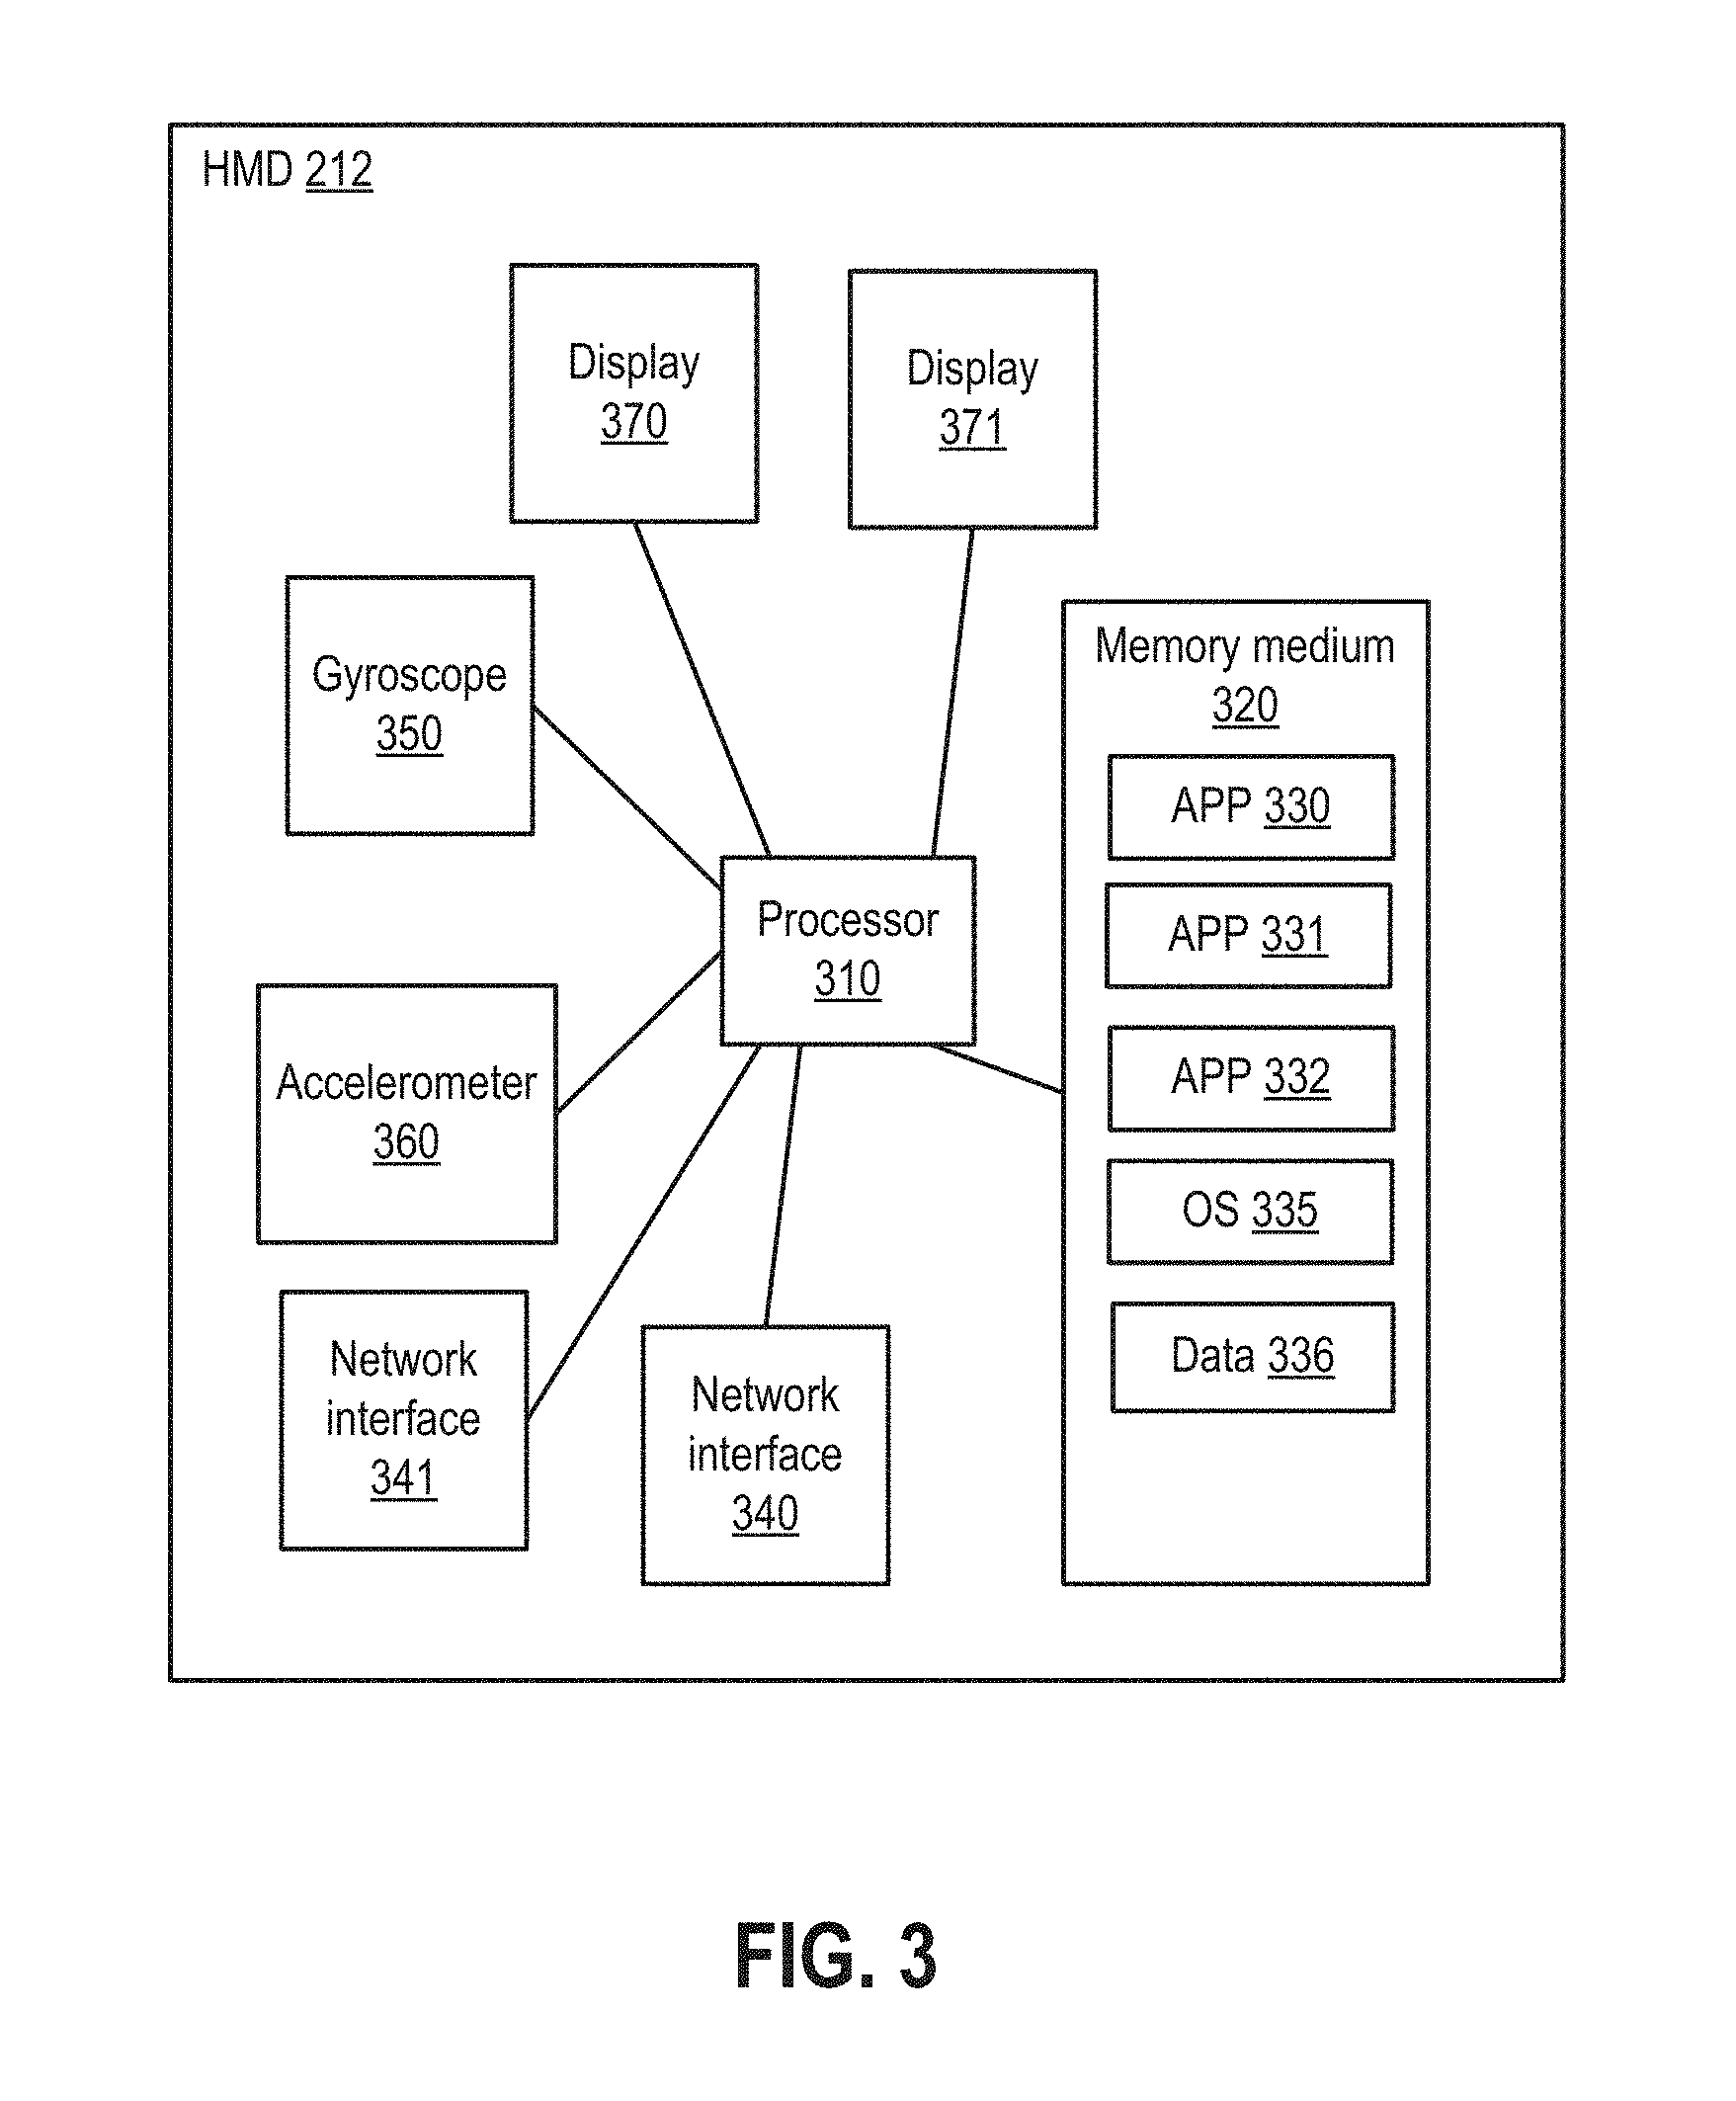 HMD 212
Display
370
Display
371
Gyroscope
350
Memory medium
320
APP 330
APP 331
APP 332
OS 335
Data 336
Processor
310
Accelerometer
360
Network
interface
341
Network
interface
340
FIG. 3